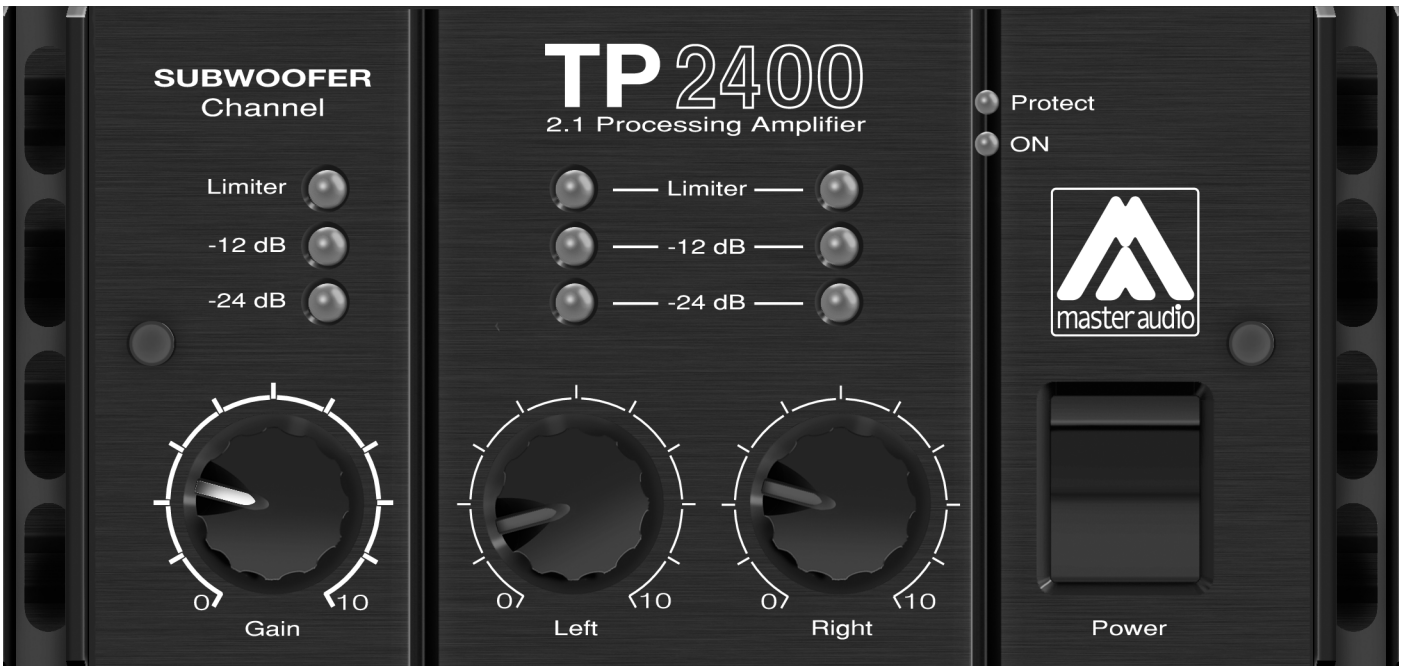 SUBWOOFER
Channel
Limiter
-12 dB
-24 dB
0 10
Gain
TP 2400
2.1 Processing Amplifier
Limiter
-12 dB
-24 dB
0 10
Left
0 10
Right
Protect
ON
master audio
Power